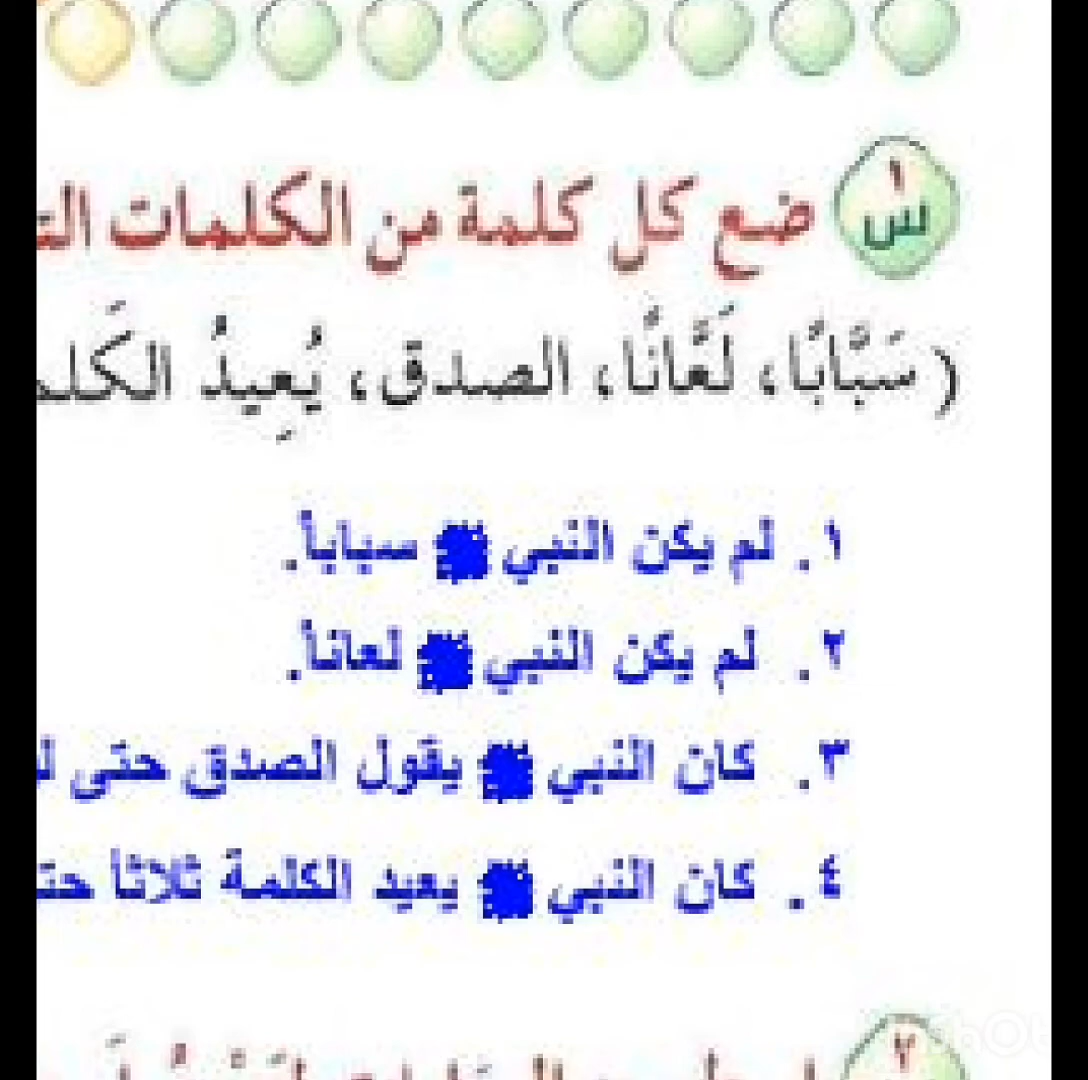 س١ ضع كل كلمة من الكلمات
(سَبَّابًا، لَعَّانًا، الصدق، يُعِيدُ
١. لم يكن النبي ﷺ سباباً.
٢. لم يكن النبي ﷺ لعاناً.
٣. كان النبي ﷺ يقول الصدق حتى
٤. كان النبي ﷺ يعيد الكلمة ثلاثاً
٢